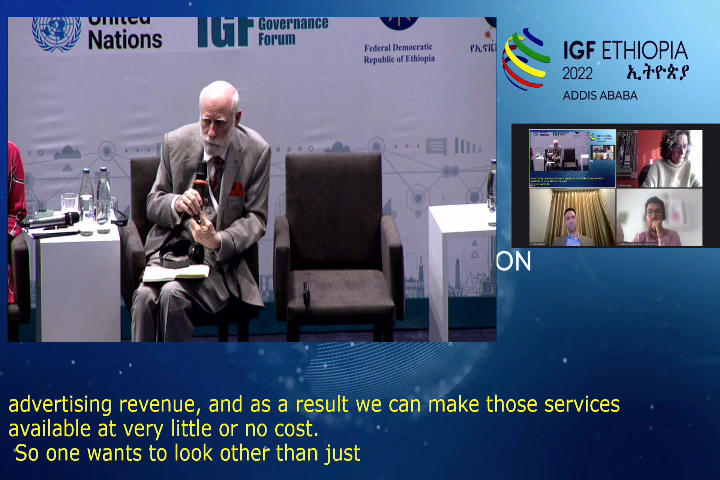 United
Nations
IGF
Governance
Forum
Federal Democratic
Republic of Ethiopia
IGF ETHIOPIA
2022 ኢትዮጵያ
ADDIS ABABA
ON
advertising revenue, and as a result we can make those services
available at very little or no cost.
So one wants to look other than just